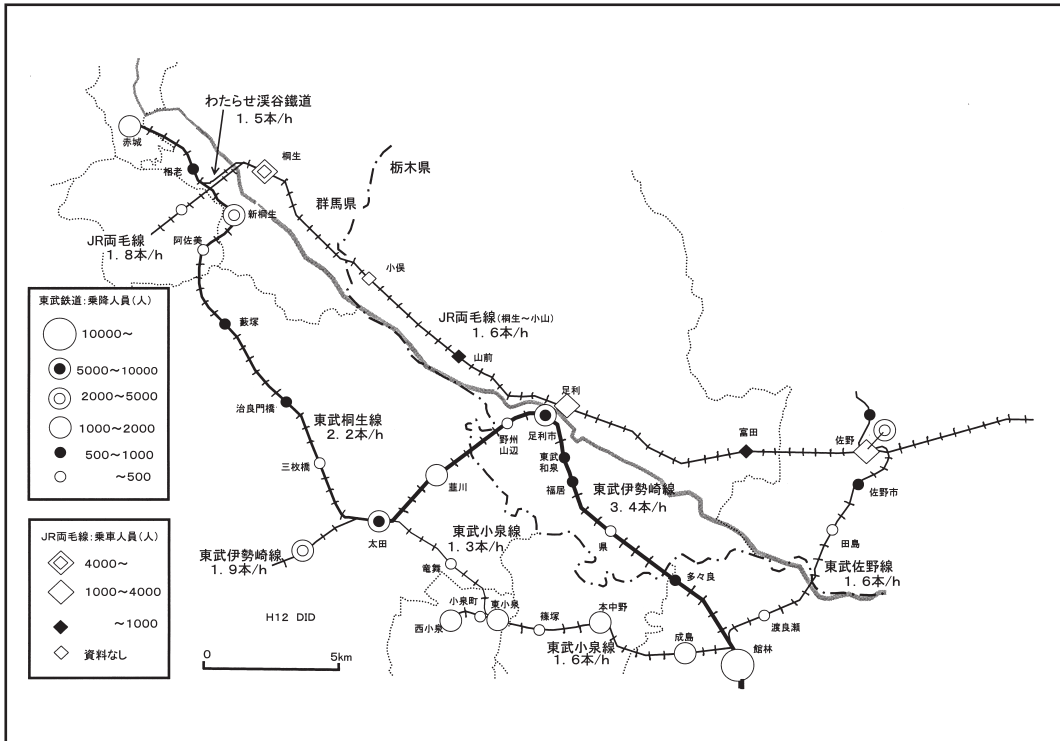 わたらせ渓谷鐵道
1.5本/h
赤城
相老
桐生
栃木県
群馬県
新桐生
JR両毛線
1.8本/h
阿佐美
小俣
東武鉄道:乗降人員(人)
10000~
5000~10000
2000~5000
1000~2000
500~1000
~500
藪塚
JR両毛線(桐生~小山)
1.6本/h
山前
足利
治良門橋
東武桐生線
2.2本/h
野州
山辺
足利市
富田
佐野
三枚橋
東武
和泉
韮川
福居
東武伊勢崎線
3.4本/h
佐野市
JR両毛線:乗車人員(人)
4000~
1000~4000
~1000
資料なし
太田
東武小泉線
1.3本/h
県
田島
東武伊勢崎線
1.9本/h
竜舞
多々良
東武佐野線
1.6本/h
H12 DID
小泉町
東小泉
西小泉
篠塚
本中野
渡良瀬
東武小泉線
1.6本/h
成島
館林
0
5km